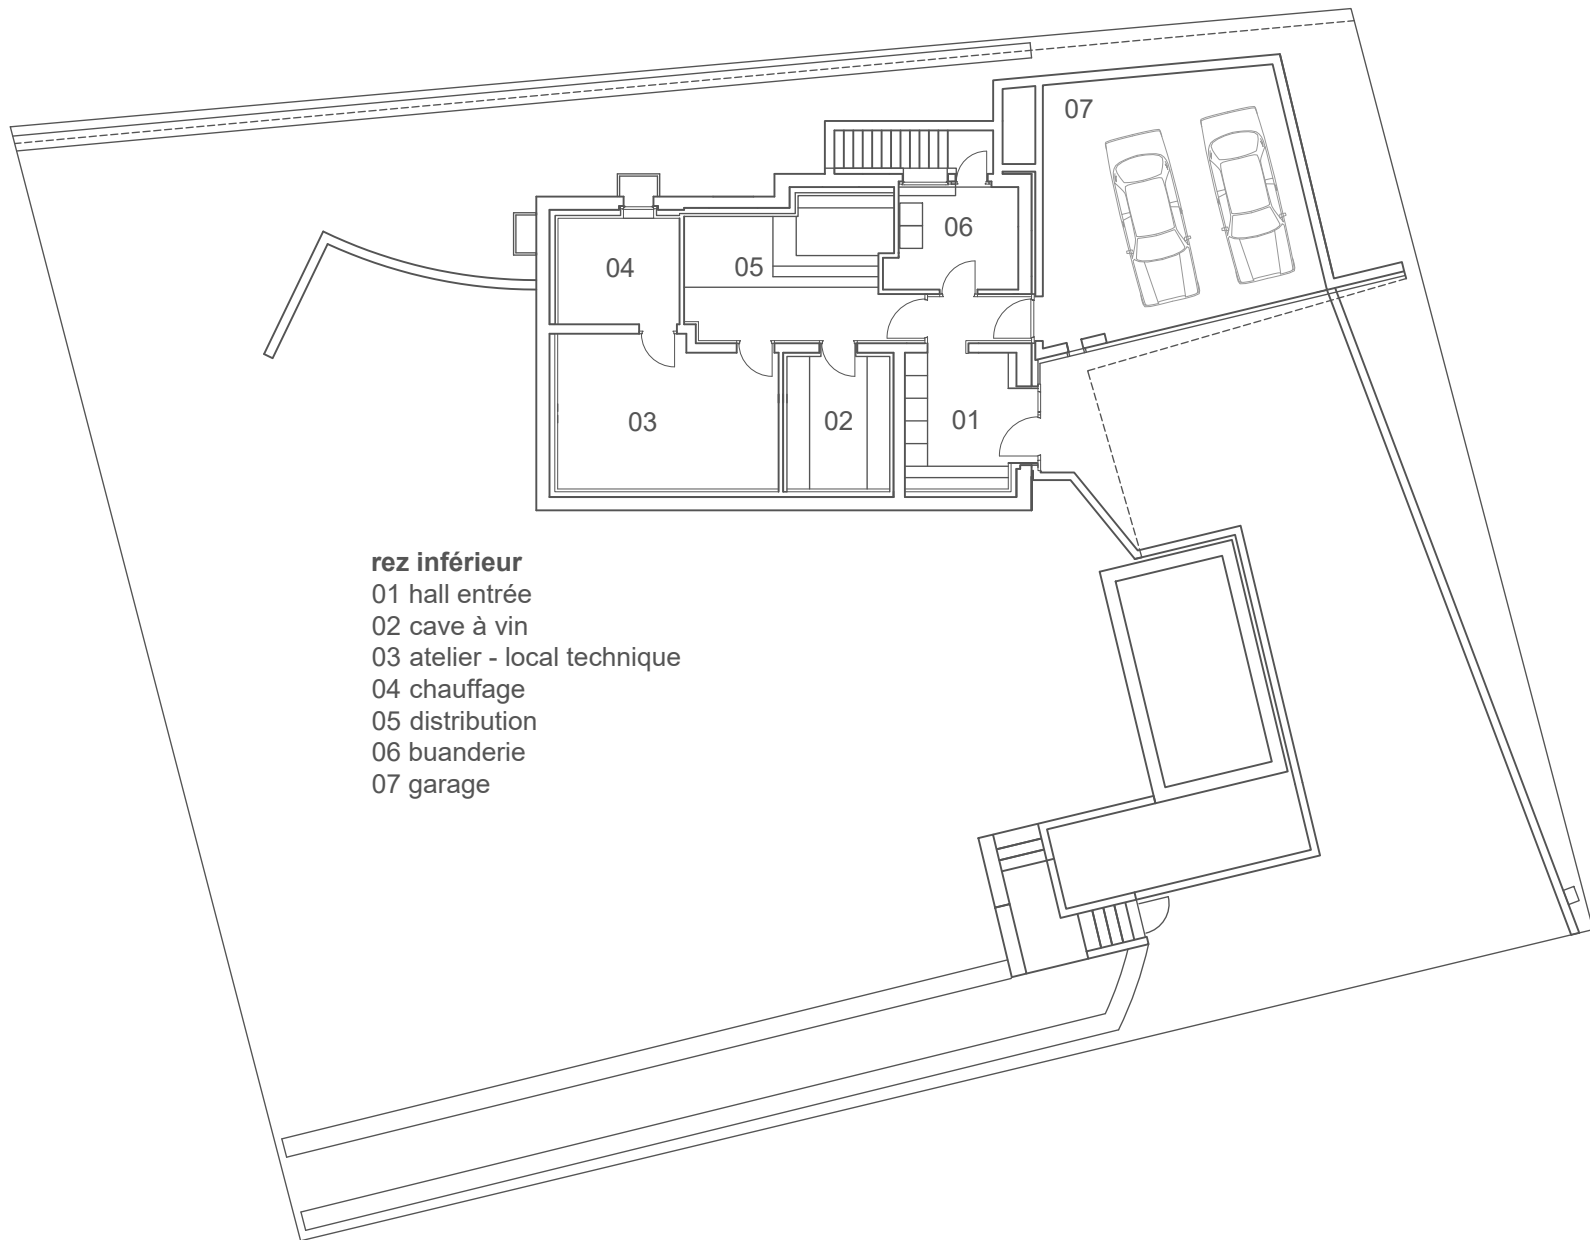 07
06
04
05
03
02
01
rez inférieur
01 hall entrée
02 cave à vin
03 atelier - local technique
04 chauffage
05 distribution
06 buanderie
07 garage